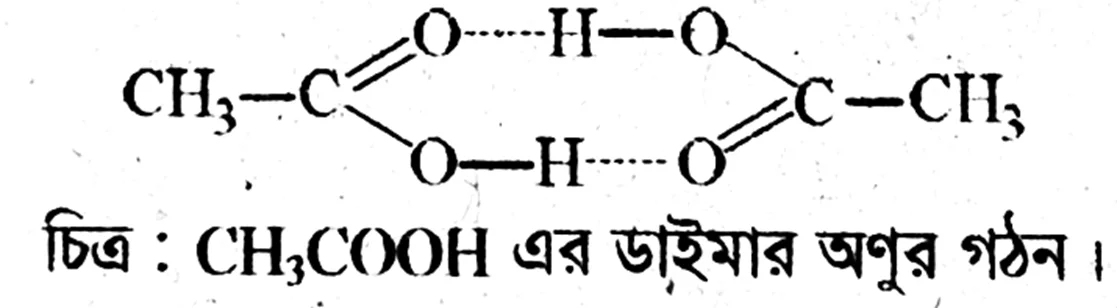 O------H—O
CH₃—C C—CH₃
O—H------O
চিত্র : CH₃COOH এর ডাইমার অণুর গঠন।